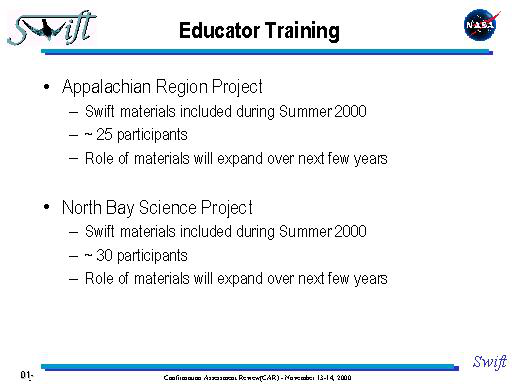 Swift
Educator Training
NASA
• Appalachian Region Project
– Swift materials included during Summer 2000
– ~ 25 participants
– Role of materials will expand over next few years
• North Bay Science Project
– Swift materials included during Summer 2000
– ~ 30 participants
– Role of materials will expand over next few years
Swift
01-
Confirmation Assessment Review(CAR) - November 13-14, 2000